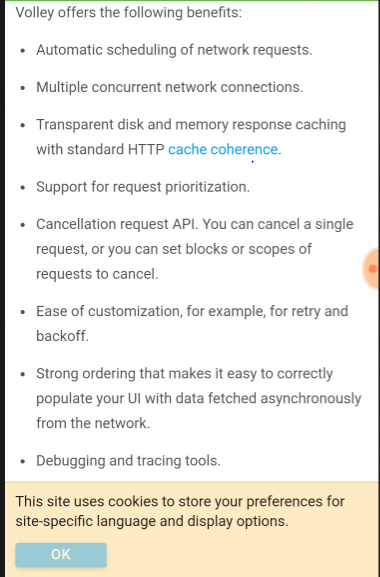 Volley offers the following benefits:
• Automatic scheduling of network requests.
• Multiple concurrent network connections.
• Transparent disk and memory response caching
with standard HTTP cache coherence.
• Support for request prioritization.
• Cancellation request API. You can cancel a single
request, or you can set blocks or scopes of
requests to cancel.
• Ease of customization, for example, for retry and
backoff.
• Strong ordering that makes it easy to correctly
populate your UI with data fetched asynchronously
from the network.
• Debugging and tracing tools.
This site uses cookies to store your preferences for
site-specific language and display options.
OK